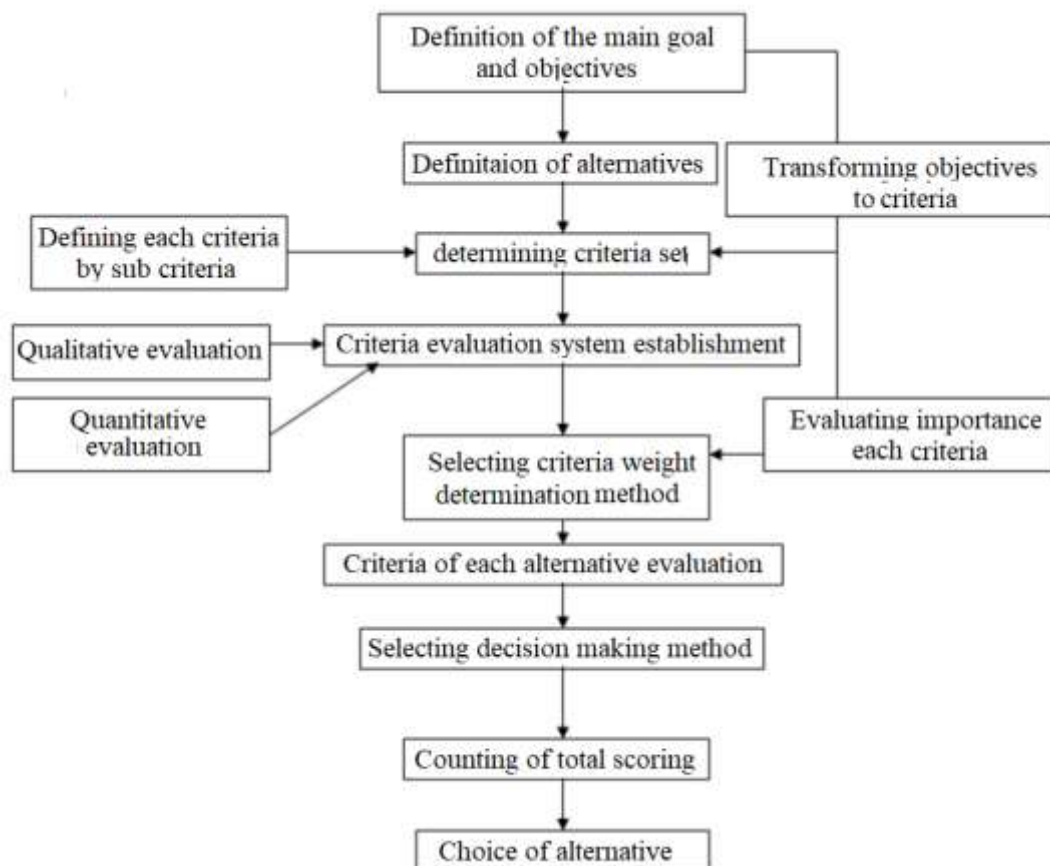 Definition of the main goal
and objectives
Definitaion of alternatives
Transforming objectives
to criteria
Defining each criteria
by sub criteria
determining criteria set
Qualitative evaluation
Criteria evaluation system establishment
Quantitative
evaluation
Evaluating importance
each criteria
Selecting criteria weight
determination method
Criteria of each alternative evaluation
Selecting decision making method
Counting of total scoring
Choice of alternative